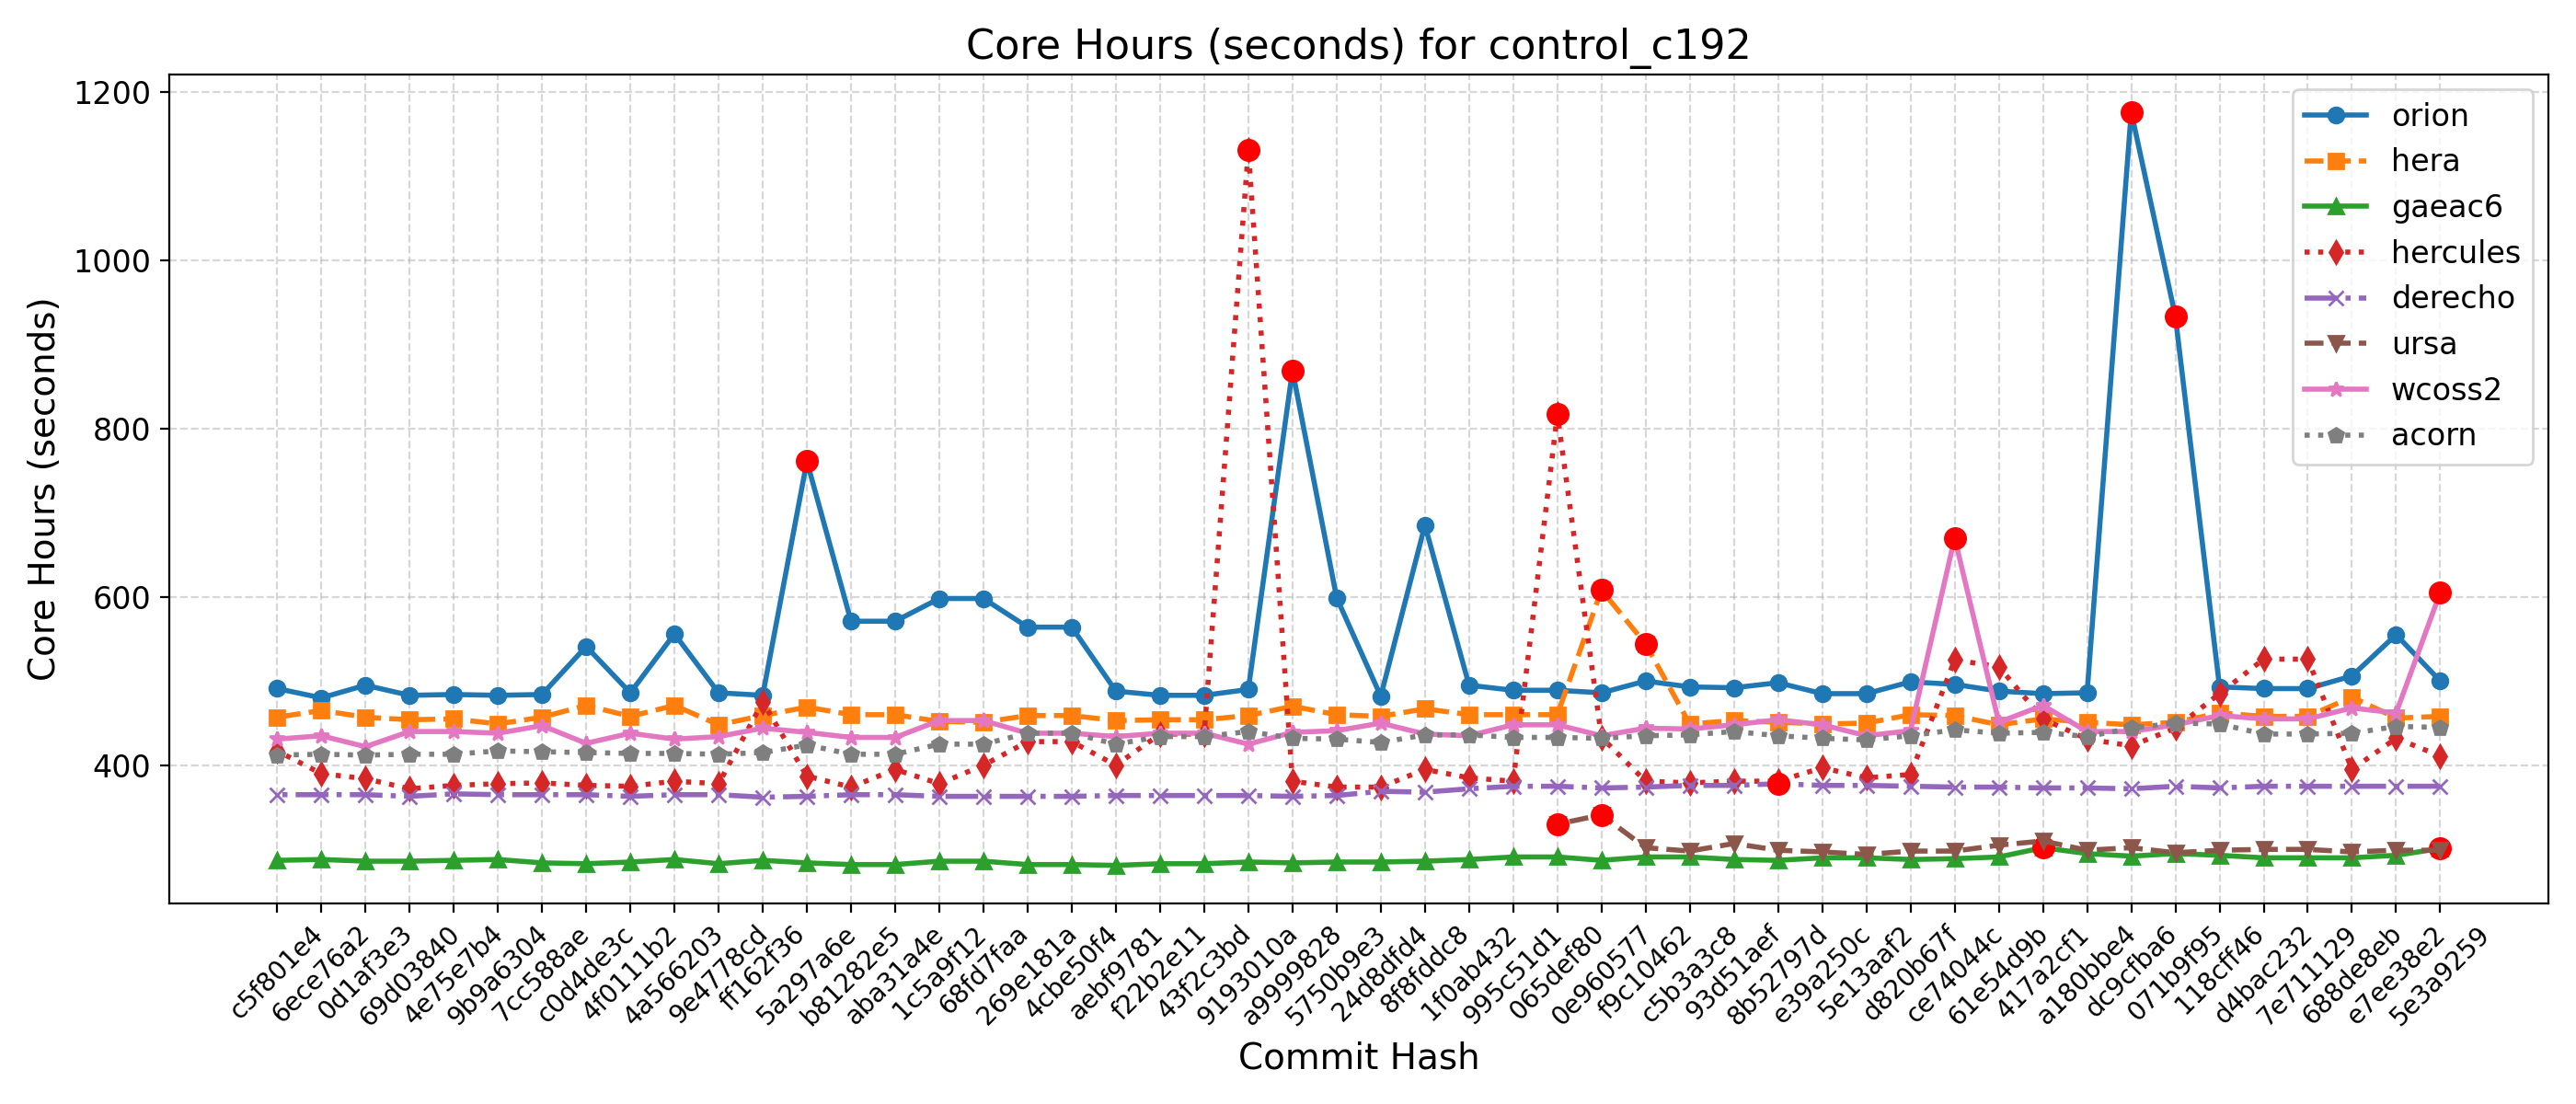 Core Hours (seconds) for control_c192
Core Hours (seconds)
1200
1000
800
600
400
orion
hera
gaeac6
hercules
derecho
ursa
wcoss2
acorn
c5f801e4
6ece76a2
0d1af3e3
69d03840
4e75e7b4
9b9a6304
7cc588ae
c0d4de3c
4f0111b2
4a566203
9e4778cd
ff162f36
5a297a6e
b81282e5
aba31a4e
1c5a9f12
68fd7faa
269e181a
4cbe50f4
aebf9781
f22b2e11
43f2c3bd
9193010a
a9999828
5750b9e3
24d8dfd4
8f8fddc8
1f0ab432
995c51d1
065def80
0e960577
f9c10462
c5b3a3c8
93d51aef
8b52797d
e39a250c
5e13aaf2
d820b67f
ce74044c
61e54d9b
417a2cf1
a180bbe4
dc9cfba6
071b9f95
118cff46
d4bac232
7e711129
688de8eb
e7ee38e2
5e3a9259
Commit Hash